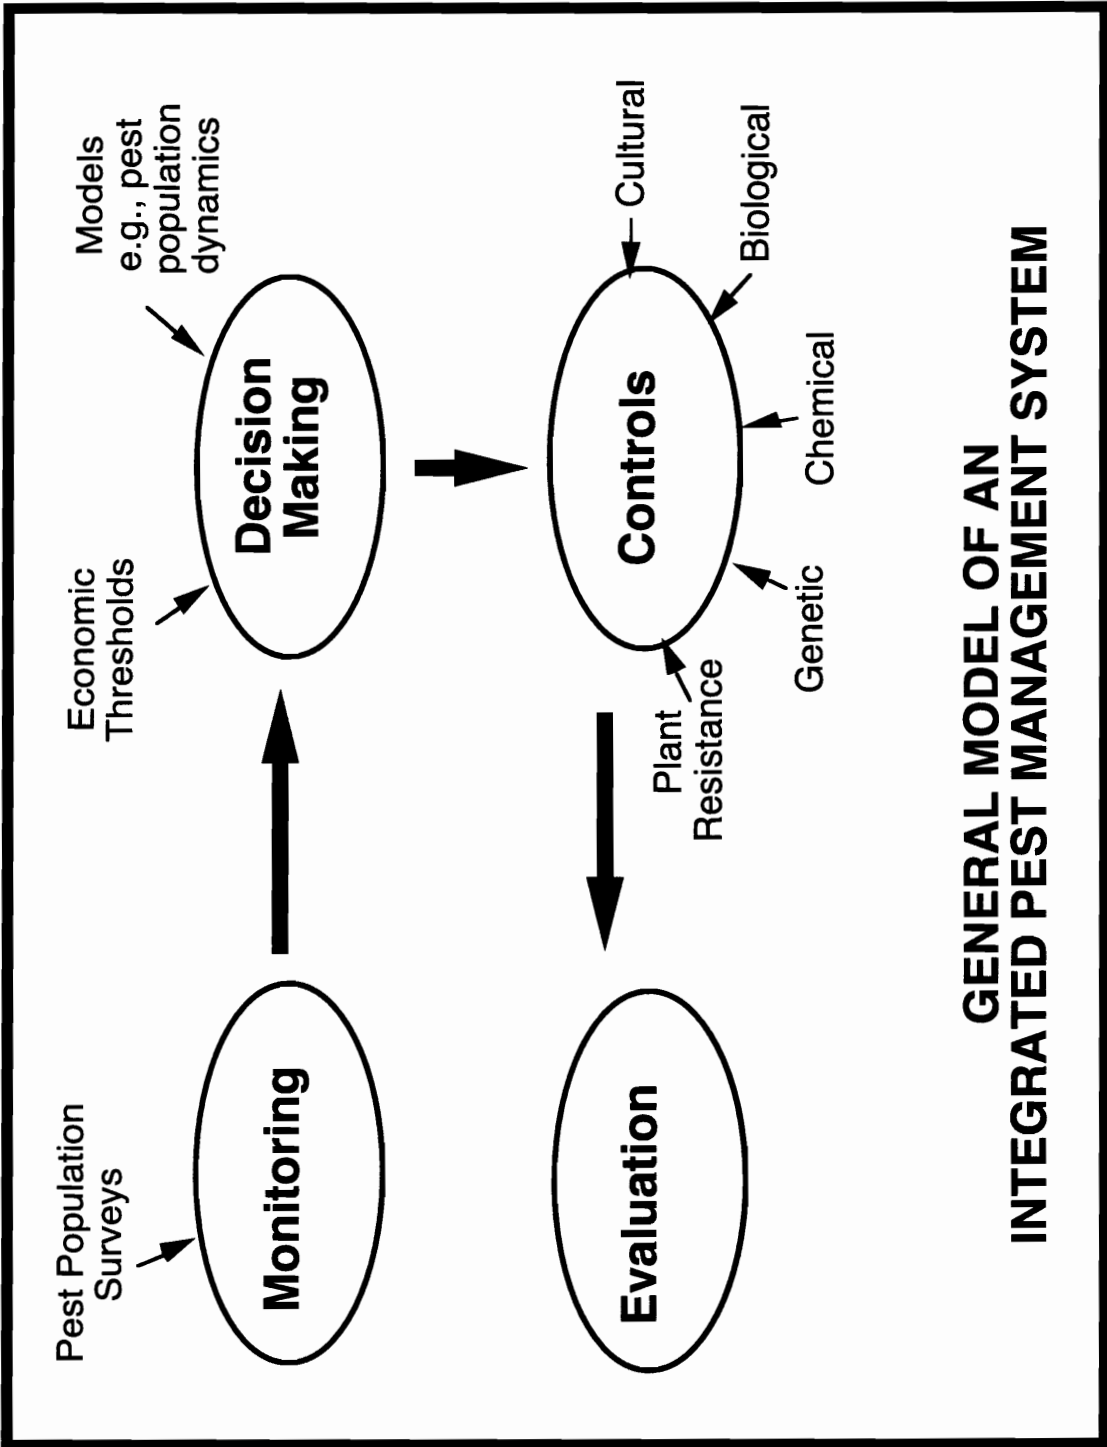 Pest Population
Surveys
Monitoring
Economic
Thresholds
Models
e.g., pest
population
dynamics
Decision
Making
Evaluation
Controls
Plant
Resistance
Genetic
Chemical
Biological
Cultural
GENERAL MODEL OF AN
INTEGRATED PEST MANAGEMENT SYSTEM